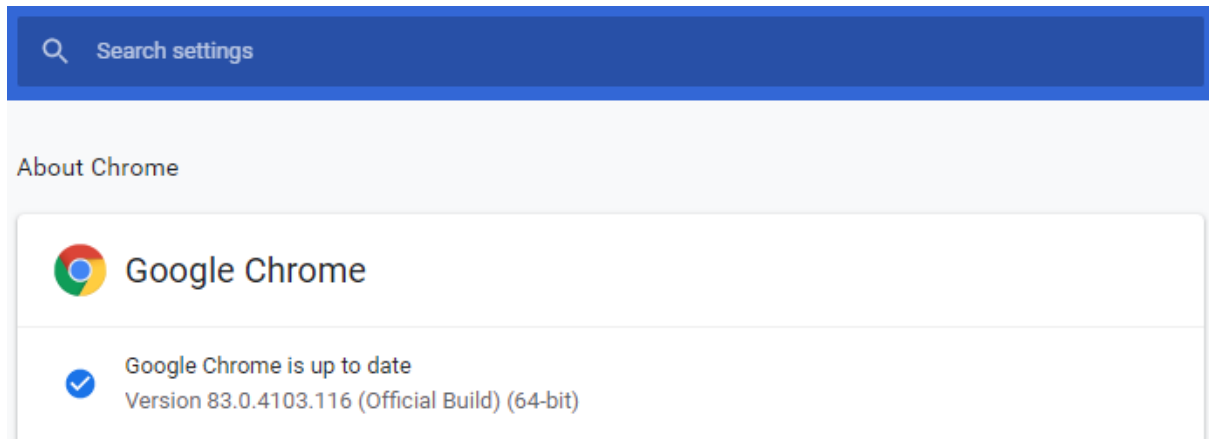 Search settings
About Chrome
Google Chrome
Google Chrome is up to date
Version 83.0.4103.116 (Official Build) (64-bit)